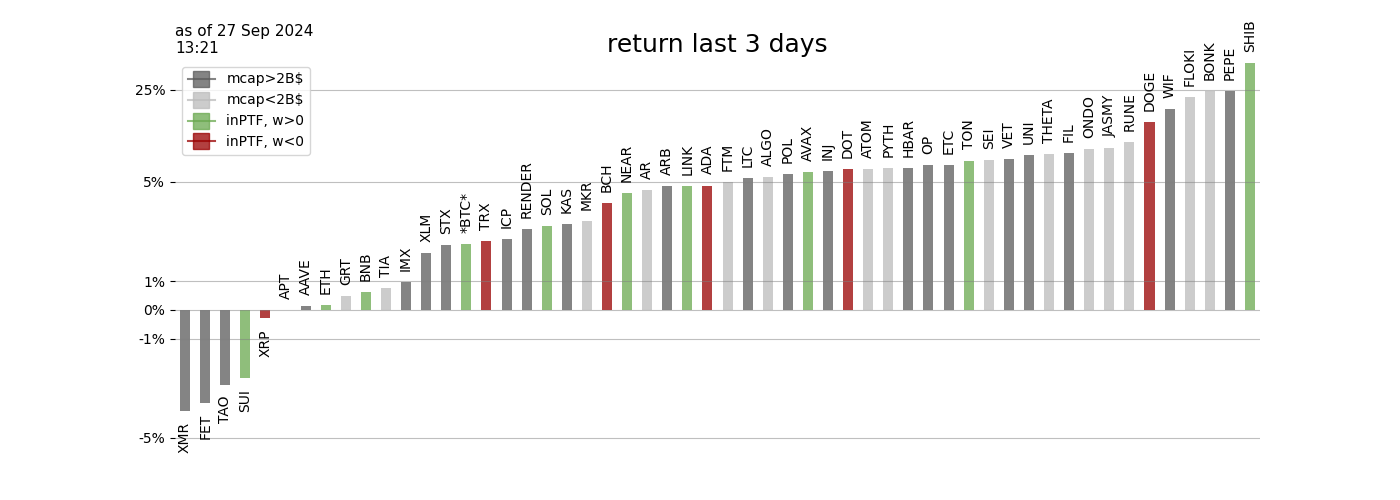 as of 27 Sep 2024
13:21
return last 3 days
mcap>2B$
mcap<2B$
inPTF, w>0
inPTF, w<0
25%
5%
1%
0%
-1%
-5%
XMR
FET
TAO
SUI
XRP
APT
AAVE
ETH
GRT
BNB
TIA
IMX
XLM
STX
*BTC*
TRX
ICP
RENDER
SOL
KAS
MKR
BCH
NEAR
AR
ARB
LINK
ADA
FTM
LTC
ALGO
POL
AVAX
INJ
DOT
ATOM
PYTH
HBAR
OP
ETC
TON
SEI
VET
UNI
THETA
FIL
ONDO
JASMY
RUNE
DOGE
WIF
FLOKI
BONK
PEPE
SHIB